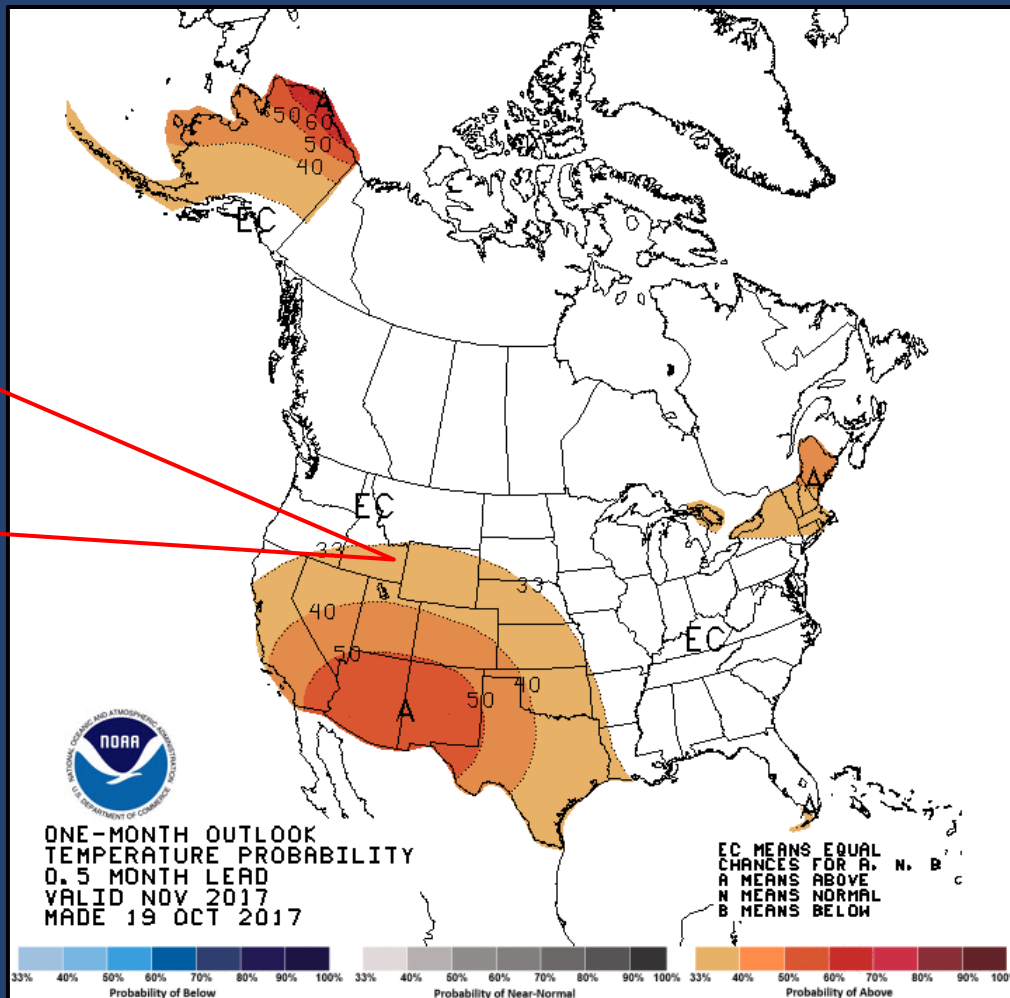 A
50
60
50
40
EC
A
EC
33
33
40
EC
50
40
50
A
A
NATIONAL OCEANIC AND ATMOSPHERIC ADMINISTRATION
NOAA
U.S. DEPARTMENT OF COMMERCE
ONE-MONTH OUTLOOK
TEMPERATURE PROBABILITY
0.5 MONTH LEAD
VALID NOV 2017
MADE 19 OCT 2017
EC MEANS EQUAL
CHANCES FOR A, N, B
A MEANS ABOVE
N MEANS NORMAL
B MEANS BELOW
33% 40% 50% 60% 70% 80% 90% 100%
Probability of Below
33% 40% 50% 60% 70% 80% 90% 100%
Probability of Near-Normal
33% 40% 50% 60% 70% 80% 90% 100%
Probability of Above